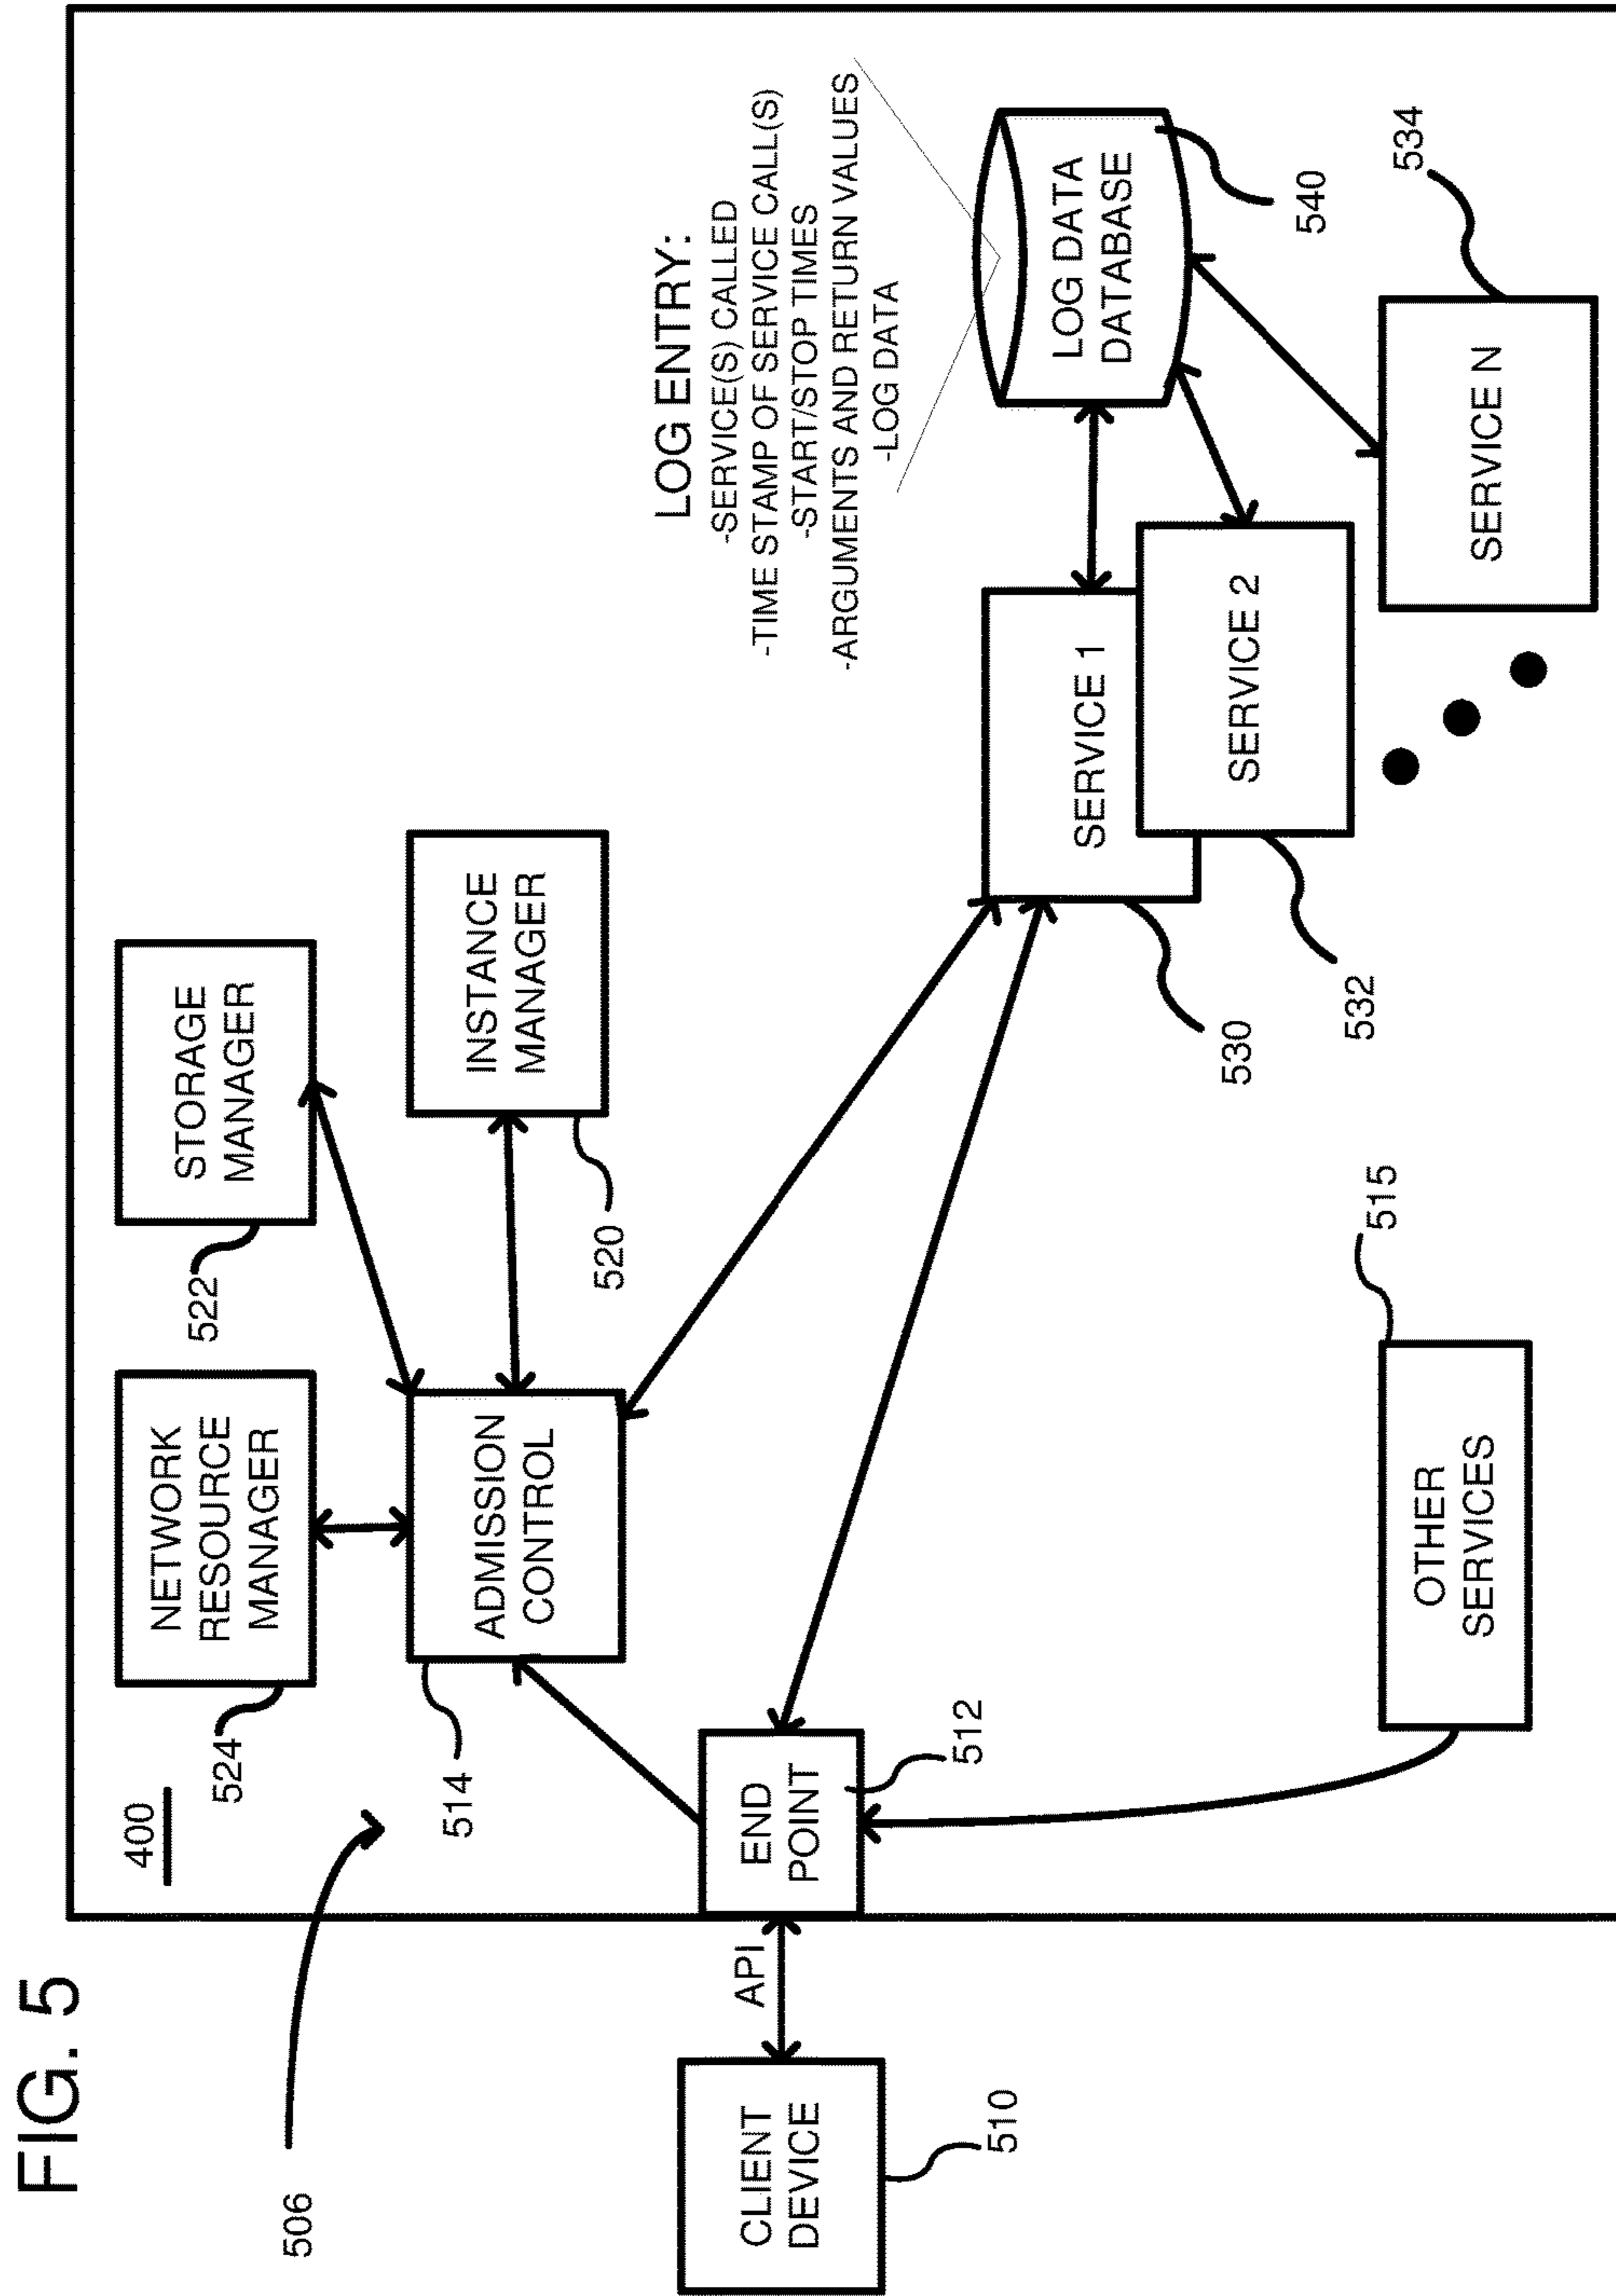 FIG. 5
506
400
524
NETWORK
RESOURCE
MANAGER
522
STORAGE
MANAGER
514
ADMISSION
CONTROL
520
INSTANCE
MANAGER
LOG ENTRY:
-SERVICE(S) CALLED
-TIME STAMP OF SERVICE CALL(S)
-START/STOP TIMES
-ARGUMENTS AND RETURN VALUES
-LOG DATA
CLIENT
DEVICE
510
API
END
POINT
512
SERVICE 1
530
SERVICE 2
532
LOG DATA
DATABASE
540
OTHER
SERVICES
515
SERVICE N
534